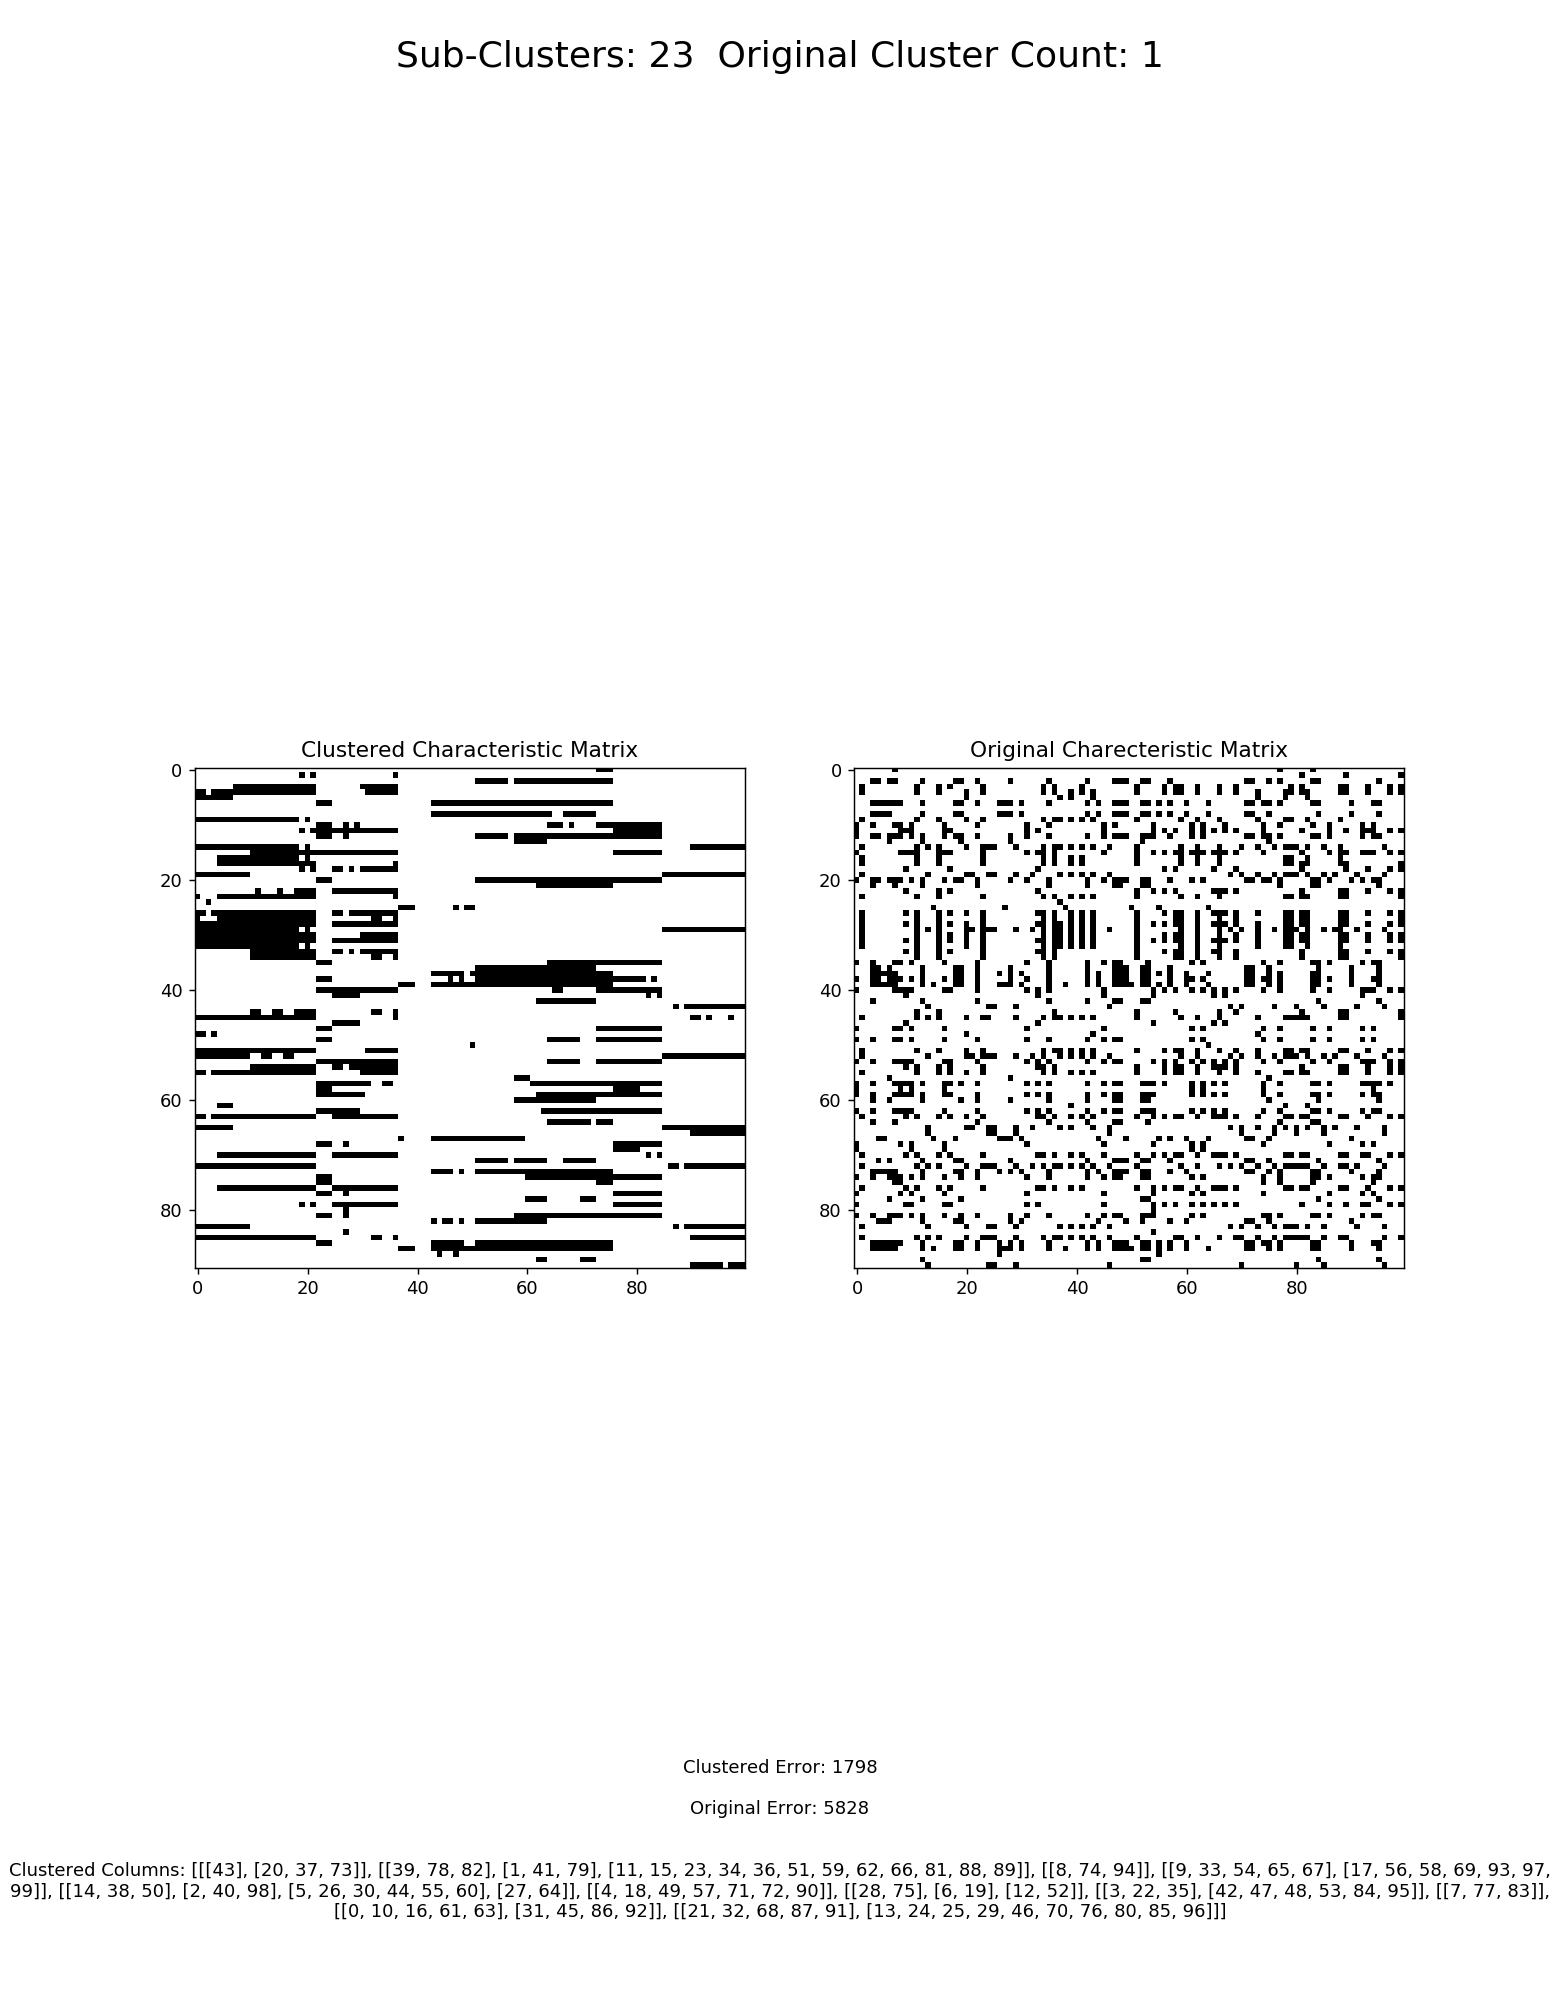 Sub-Clusters: 23  Original Cluster Count: 1
Clustered Characteristic Matrix
Original Charecteristic Matrix
0
20
40
60
80
0
20
40
60
80
0
20
40
60
80
0
20
40
60
80
Clustered Error: 1798
Original Error: 5828
Clustered Columns: [[[43], [20, 37, 73]], [[39, 78, 82], [1, 41, 79], [11, 15, 23, 34, 36, 51, 59, 62, 66, 81, 88, 89]], [[8, 74, 94]], [[9, 33, 54, 65, 67], [17, 56, 58, 69, 93, 97,
99]], [[14, 38, 50], [2, 40, 98], [5, 26, 30, 44, 55, 60], [27, 64]], [[4, 18, 49, 57, 71, 72, 90]], [[28, 75], [6, 19], [12, 52]], [[3, 22, 35], [42, 47, 48, 53, 84, 95]], [[7, 77, 83]],
[[0, 10, 16, 61, 63], [31, 45, 86, 92]], [[21, 32, 68, 87, 91], [13, 24, 25, 29, 46, 70, 76, 80, 85, 96]]]